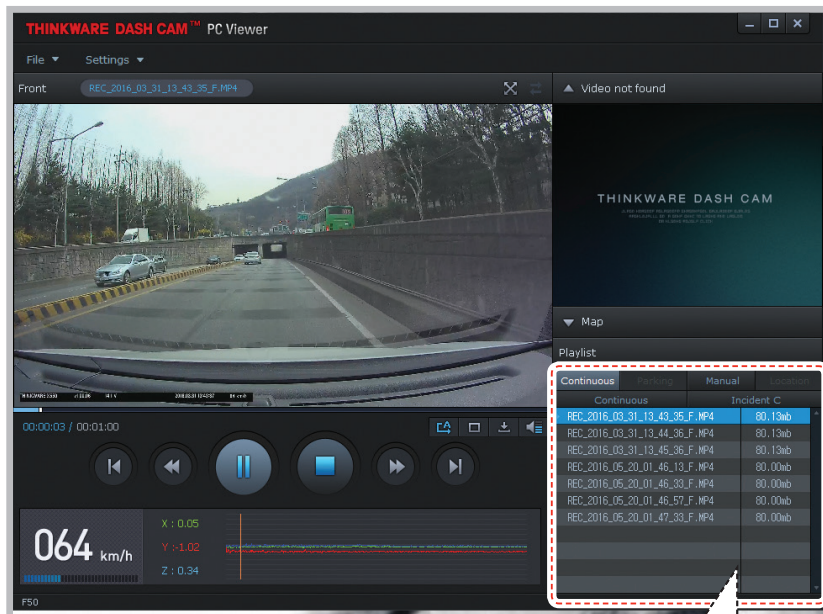 THINKWARE DASH CAM™ PC Viewer
File Settings
Front REC_2016_03_31_13_43_35_F.MP4
Video not found
THINKWARE DASH CAM
Map
Playlist
Continuous Parking Manual Location
Continuous Incident C
REC_2016_03_31_13_43_35_F.MP4 80.13mb
REC_2016_03_31_13_44_36_F.MP4 80.13mb
REC_2016_03_31_13_45_36_F.MP4 80.13mb
REC_2016_05_20_01_46_13_F.MP4 80.00mb
REC_2016_05_20_01_46_33_F.MP4 80.00mb
REC_2016_05_20_01_46_57_F.MP4 80.00mb
REC_2016_05_20_01_47_33_F.MP4 80.00mb
00:00:03 / 00:01:00
064 km/h
X : 0.05
Y :-1.02
Z : 0.34
F50